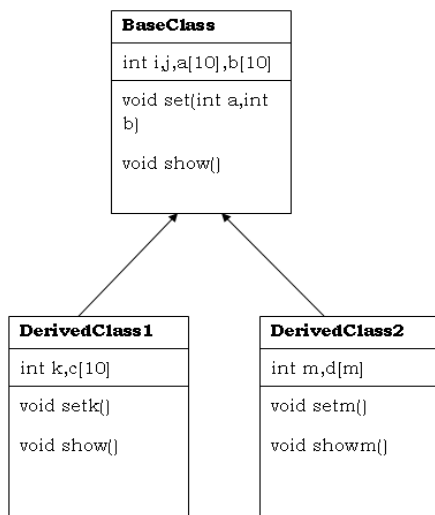 BaseClass
int i,j,a[10],b[10]
void set(int a,int
b)
void show()
DerivedClass1
int k,c[10]
void setk()
void show()
DerivedClass2
int m,d[m]
void setm()
void showm()